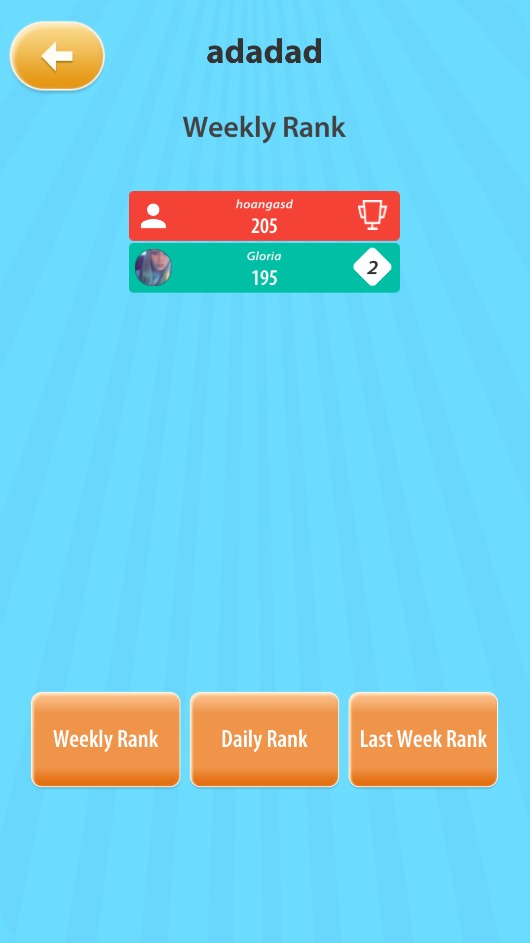 adadad
Weekly Rank
hoangasd
205
Gloria
195
2
Weekly Rank
Daily Rank
Last Week Rank